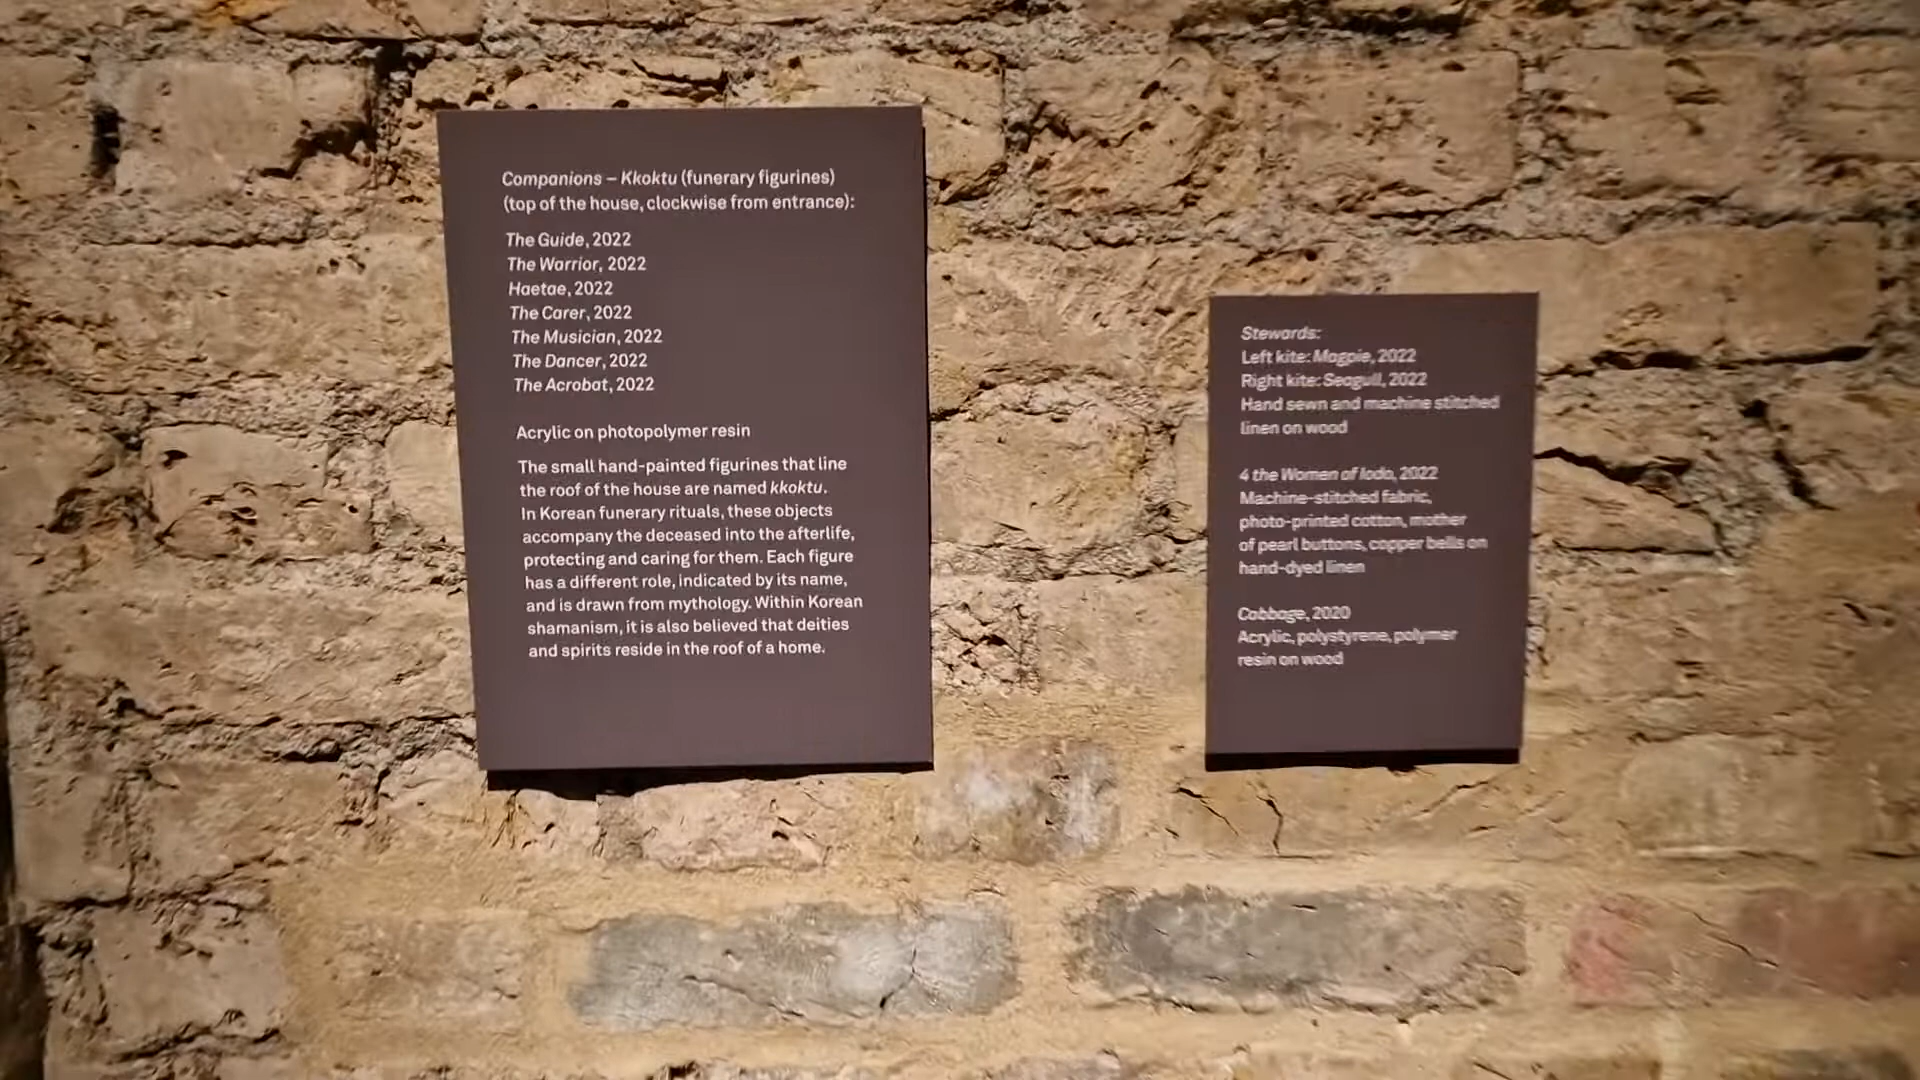 Companions – Kkoktu (funerary figurines)
(top of the house, clockwise from entrance):
The Guide, 2022
The Warrior, 2022
Haetae, 2022
The Carer, 2022
The Musician, 2022
The Dancer, 2022
The Acrobat, 2022
Acrylic on photopolymer resin
The small hand-painted figurines that line
the roof of the house are named kkoktu.
In Korean funerary rituals, these objects
accompany the deceased into the afterlife,
protecting and caring for them. Each figure
has a different role, indicated by its name,
and is drawn from mythology. Within Korean
shamanism, it is also believed that deities
and spirits reside in the roof of a home.
Stewards:
Left kite: Magpie, 2022
Right kite: Seagull, 2022
Hand sewn and machine stitched
linen on wood
4 the Women of Iodo, 2022
Machine-stitched fabric,
photo-printed cotton, mother
of pearl buttons, copper bells on
hand-dyed linen
Cabbage, 2020
Acrylic, polystyrene, polymer
resin on wood